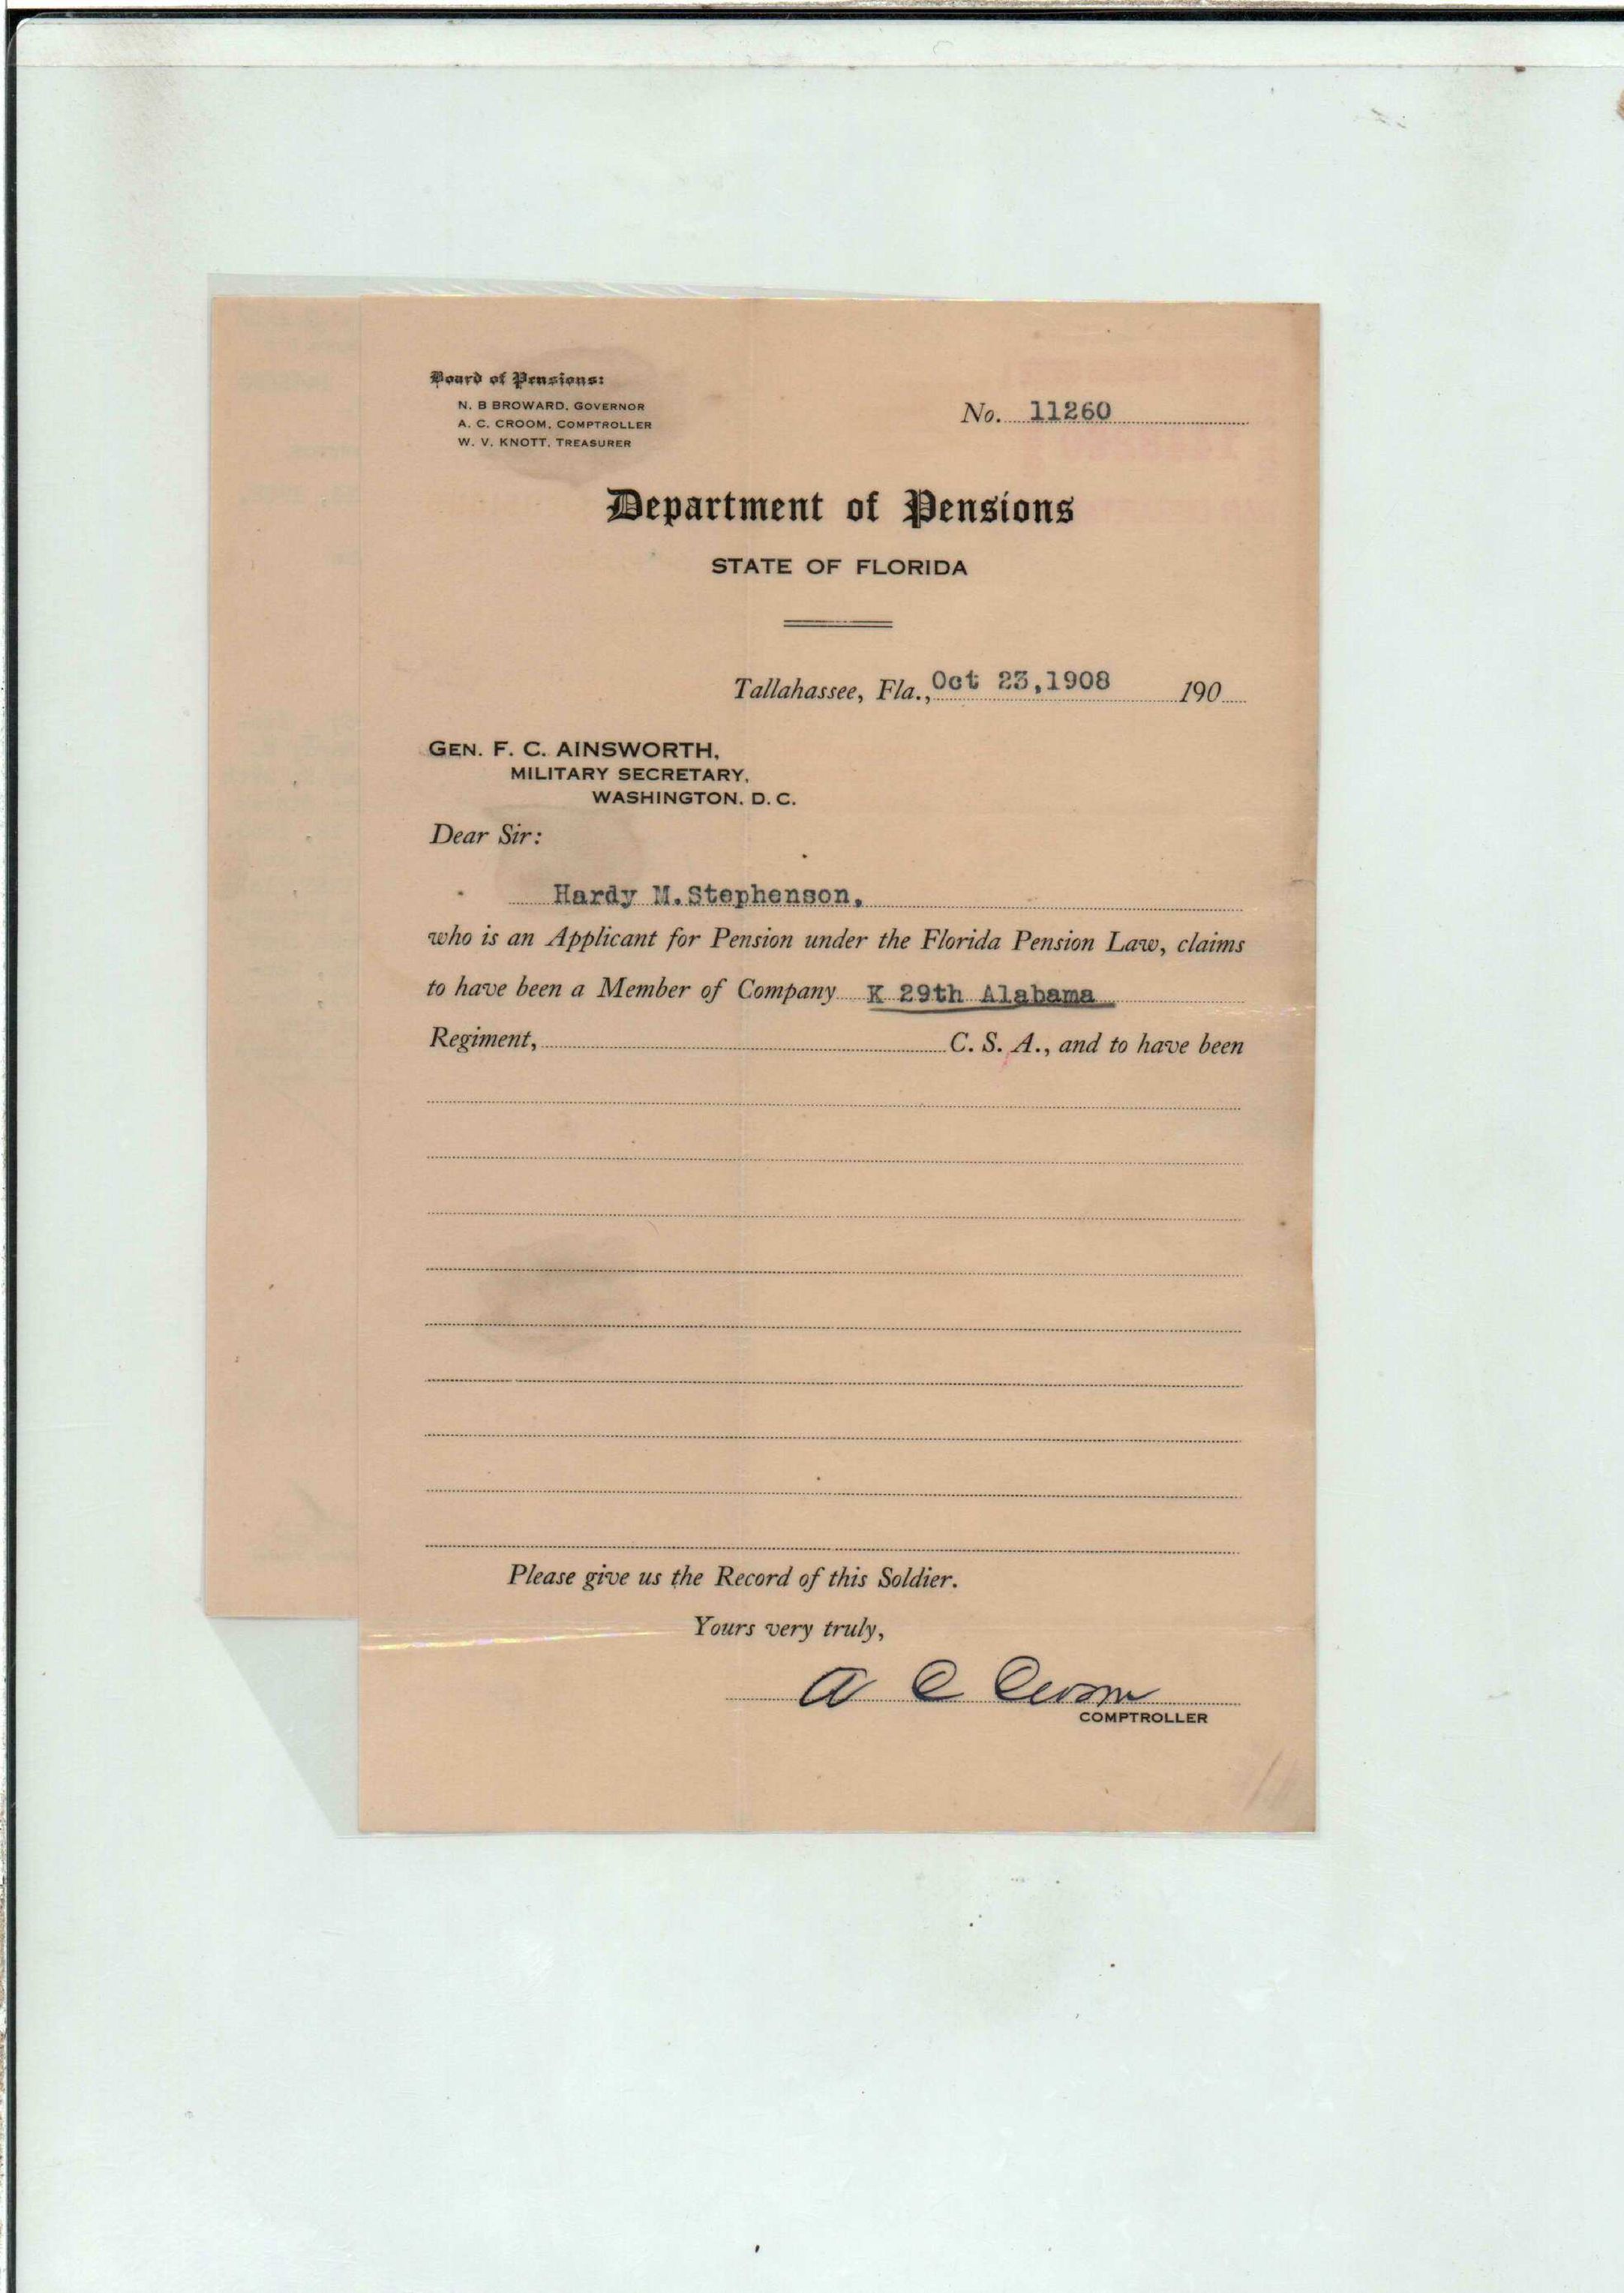 Board of Pensions:
N. B BROWARD, GOVERNOR
A. C. CROOM, COMPTROLLER
W. V. KNOTT, TREASURER
No. 11260
Department of Pensions
STATE OF FLORIDA
Tallahassee, Fla., Oct 23,1908 190
GEN. F. C. AINSWORTH,
MILITARY SECRETARY,
WASHINGTON, D. C.
Dear Sir:
Hardy M. Stephenson,
who is an Applicant for Pension under the Florida Pension Law, claims
to have been a Member of Company K 29th Alabama
Regiment, C. S. A., and to have been
Please give us the Record of this Soldier.
Yours very truly,
A C Croom
COMPTROLLER